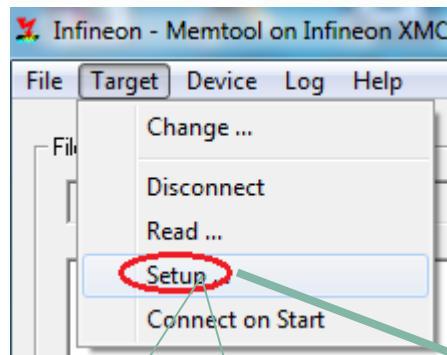 Infineon - Memtool on Infineon XMC
File Target Device Log Help
Change ...
Disconnect
Read ...
Setup ...
Connect on Start